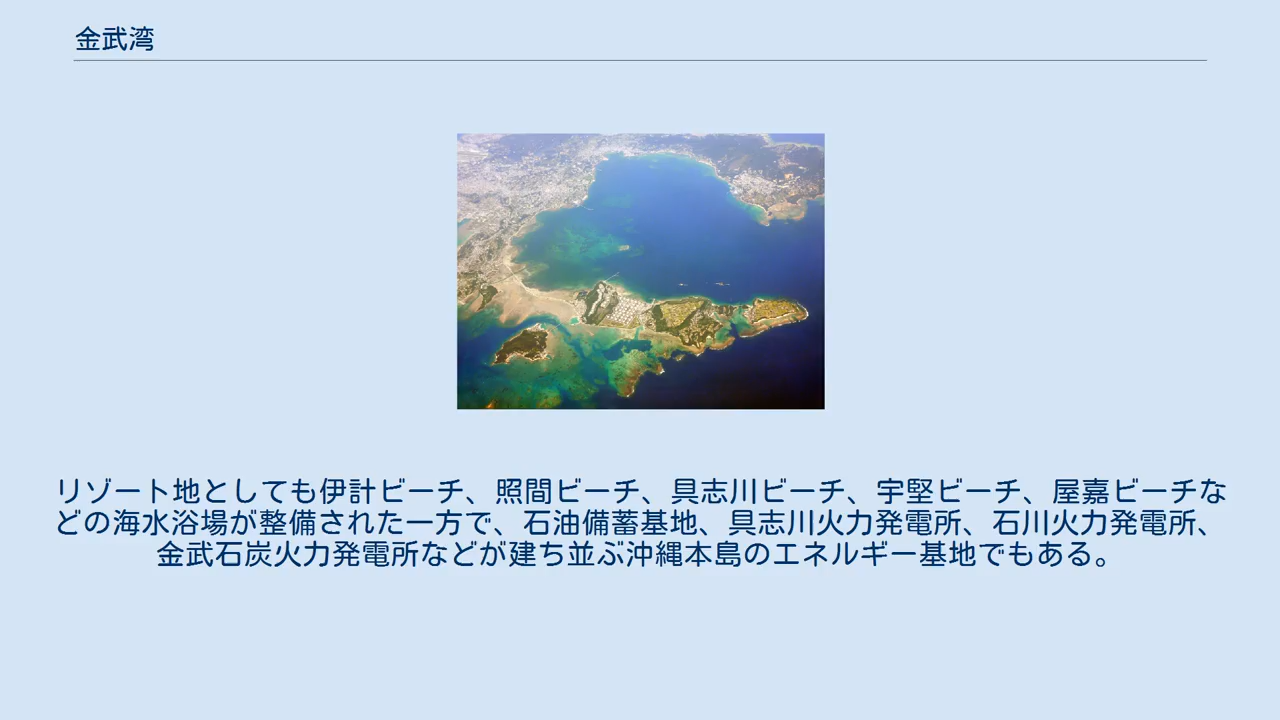 金武湾
リゾート地としても伊計ビーチ、照間ビーチ、具志川ビーチ、宇堅ビーチ、屋嘉ビーチな
どの海水浴場が整備された一方で、石油備蓄基地、具志川火力発電所、石川火力発電所、
金武石炭火力発電所などが建ち並ぶ沖縄本島のエネルギー基地でもある。